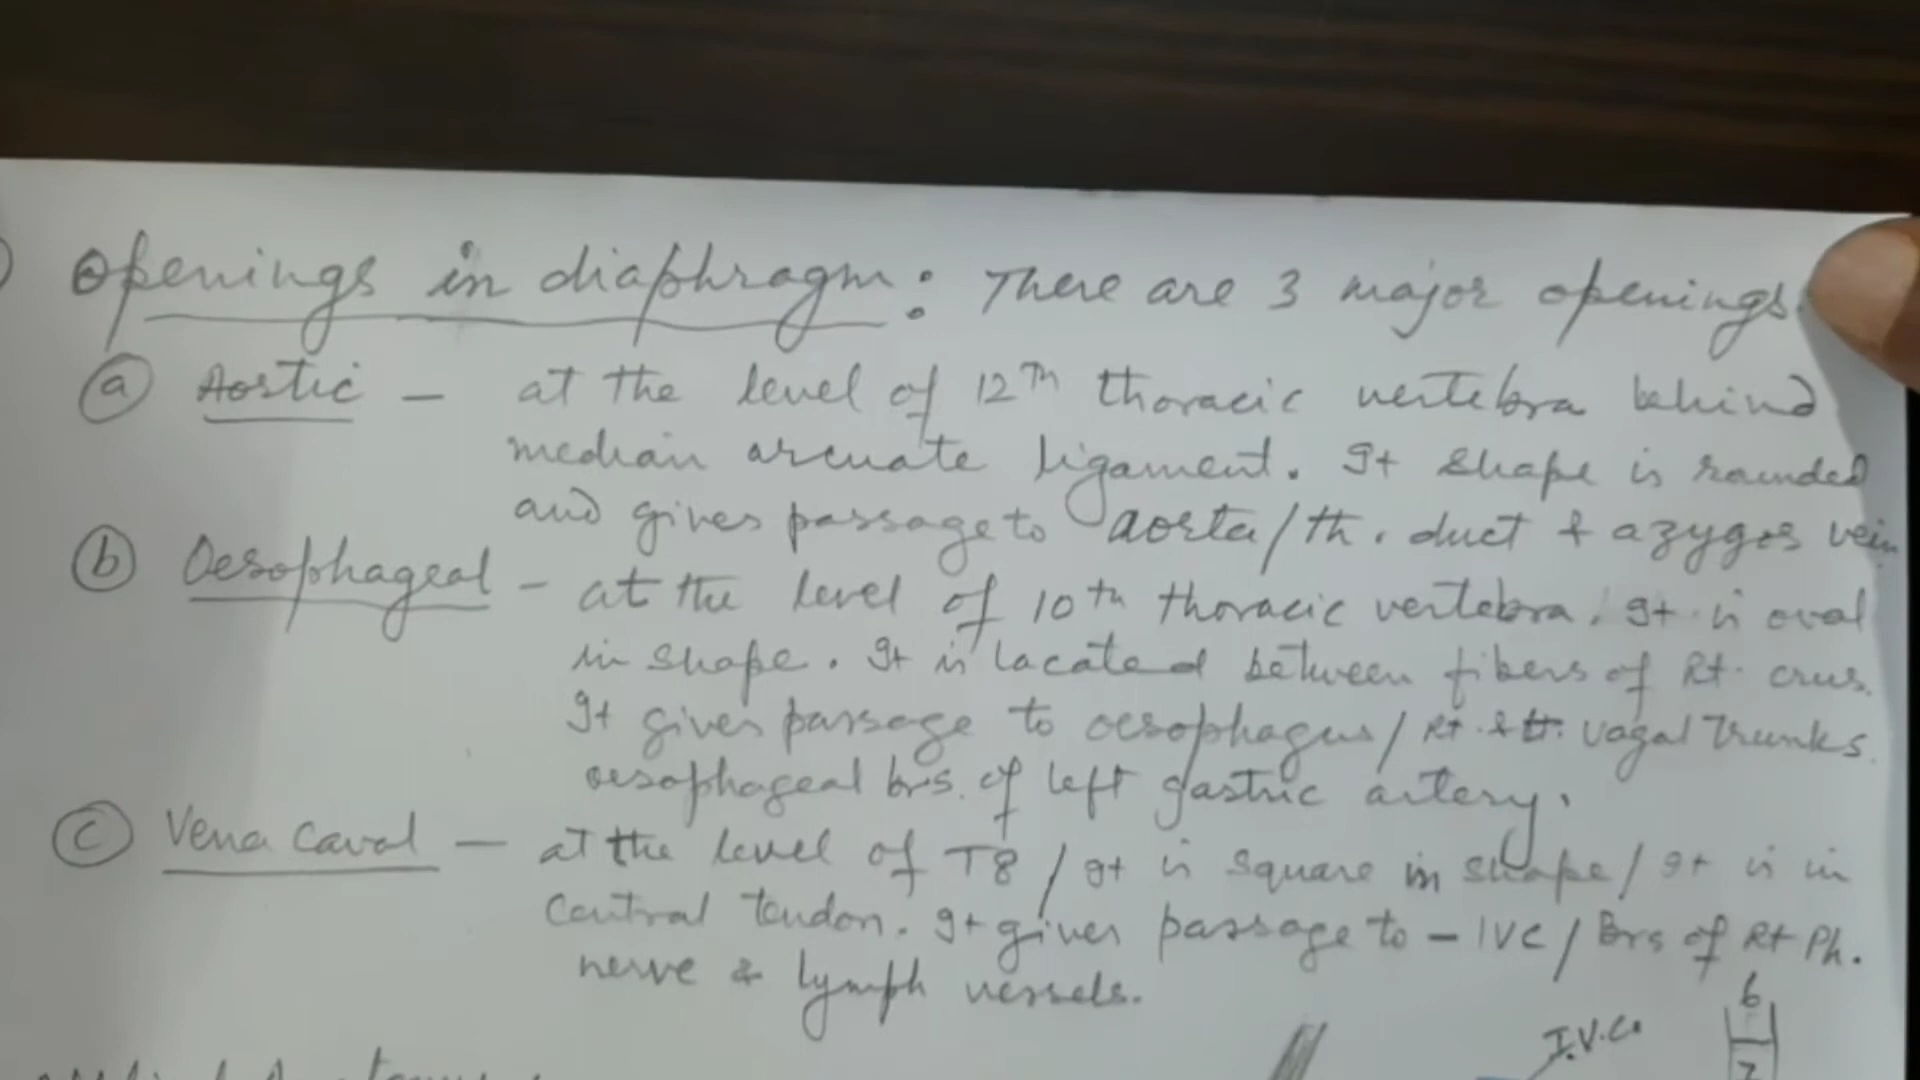 Openings in diaphragm: There are 3 major openings.
(a) Aortic - at the level of 12th thoracic vertebra behind
median arcuate ligament. It shape is rounded
and gives passage to aorta/th. duct & azygos vein
(b) Oesophageal - at the level of 10th thoracic vertebra. It is oval
in shape. It is lacated between fibers of Rt. crus.
It gives passage to oesophagus/Rt. & Lt. vagal Trunks.
oesophageal brs. of left gastric artery.
(c) Vena Caval - at the level of T8/It is square in shape/It is in
Central tendon. It gives passage to - IVC/Brs of Rt Ph.
nerve & lymph vessels.
I.V.C.
6
7